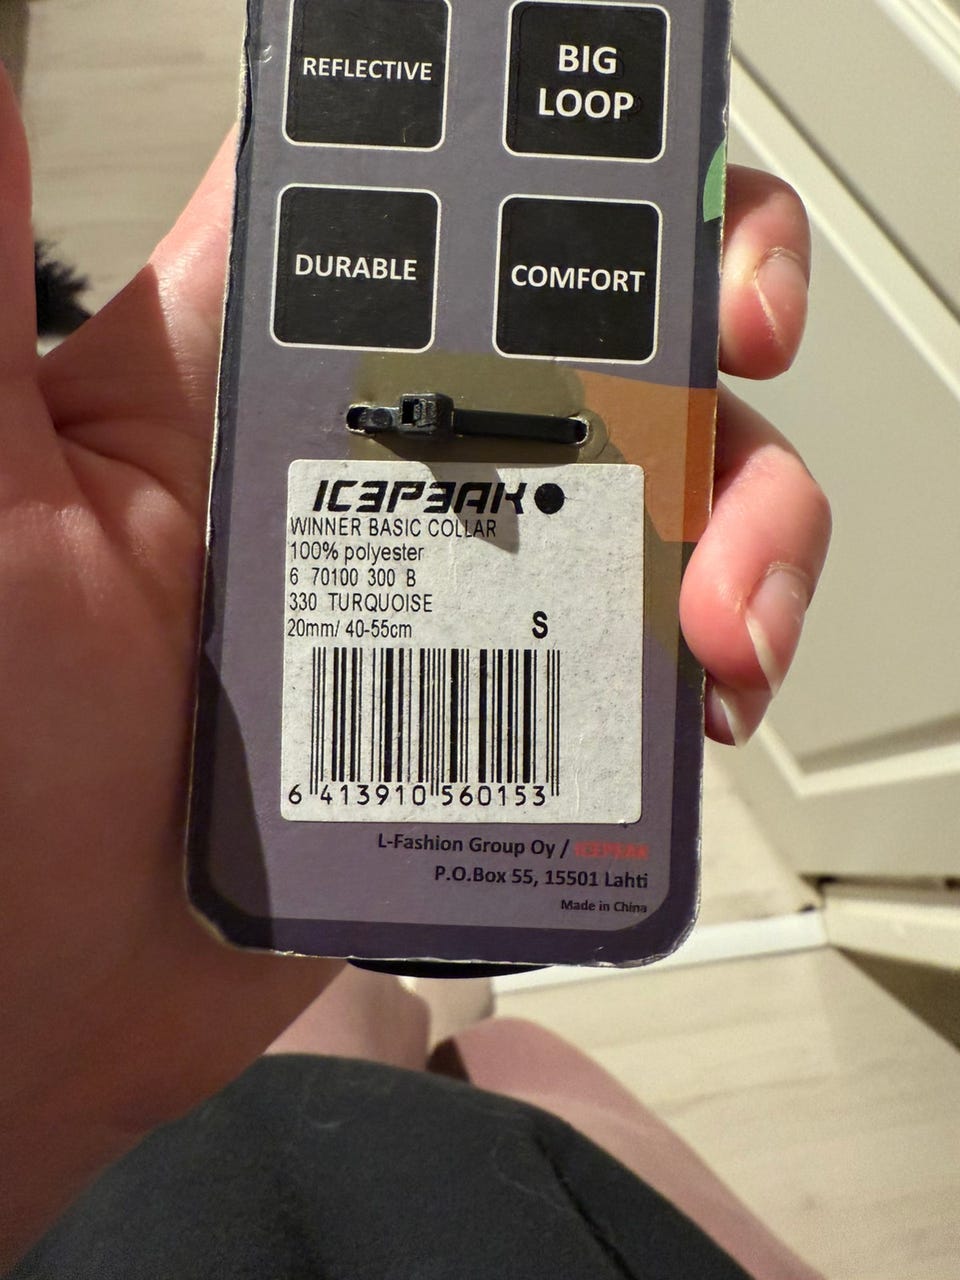 REFLECTIVE
BIG
LOOP
DURABLE
COMFORT
ICEPEAK
WINNER BASIC COLLAR
100% polyester
6 70100 300 B
330 TURQUOISE
20mm/ 40-55cm S
6 413910 560153
L-Fashion Group Oy / ICEPEAK
P.O.Box 55, 15501 Lahti
Made in China